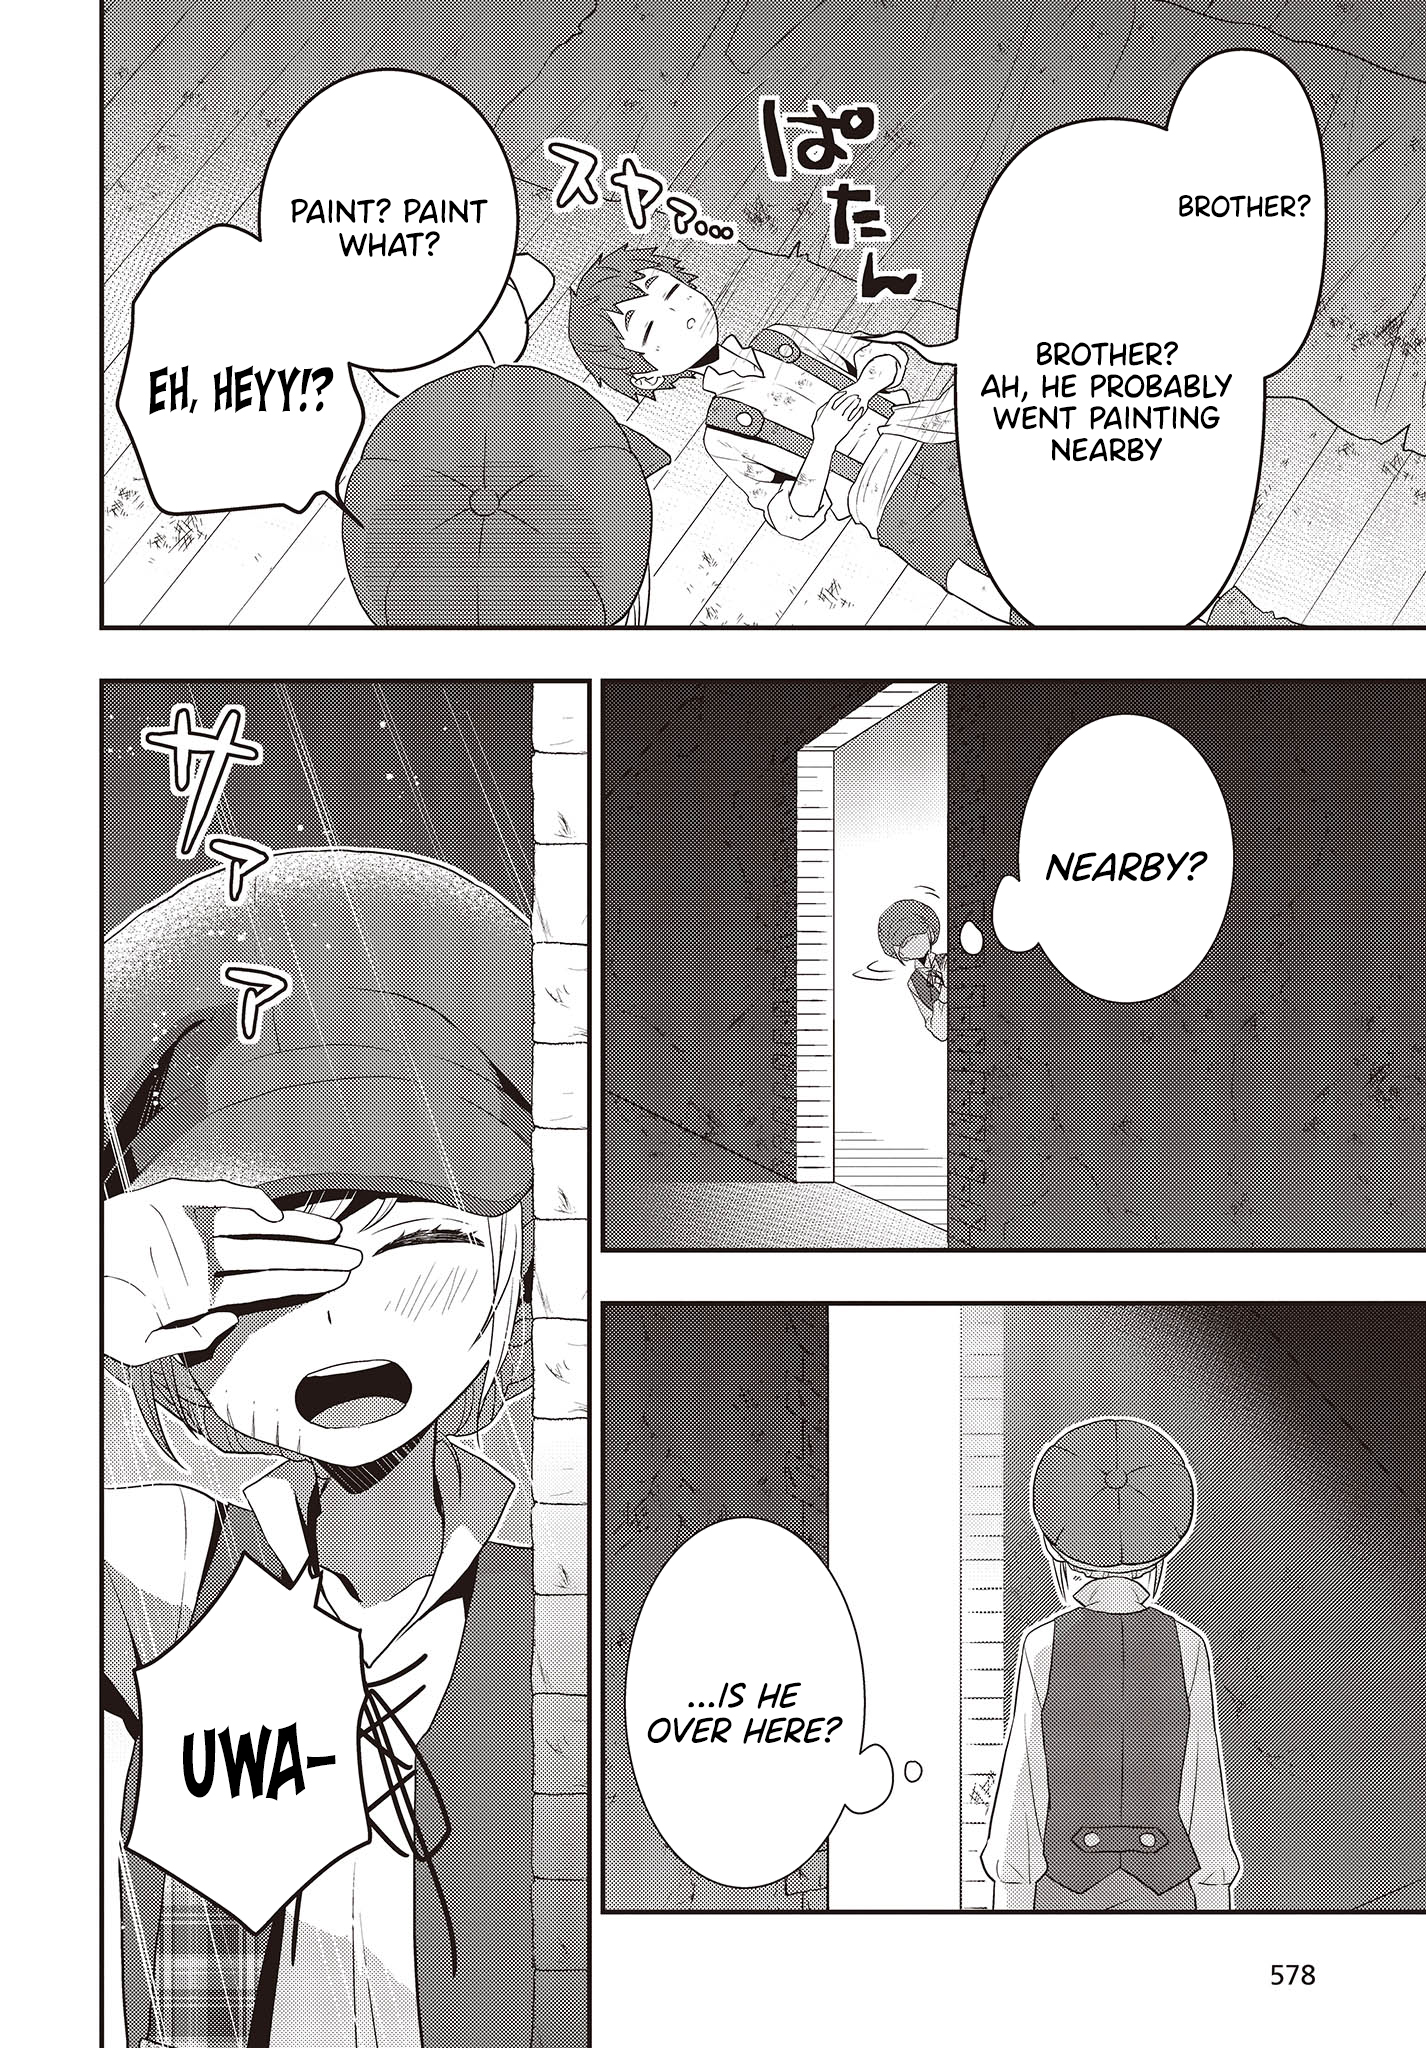 BROTHER?
BROTHER?
AH, HE PROBABLY
WENT PAINTING
NEARBY
ぱたん
スヤァ...
PAINT? PAINT
WHAT?
EH, HEYY!?
NEARBY?
...IS HE
OVER HERE?
サァァ
UWA-
578